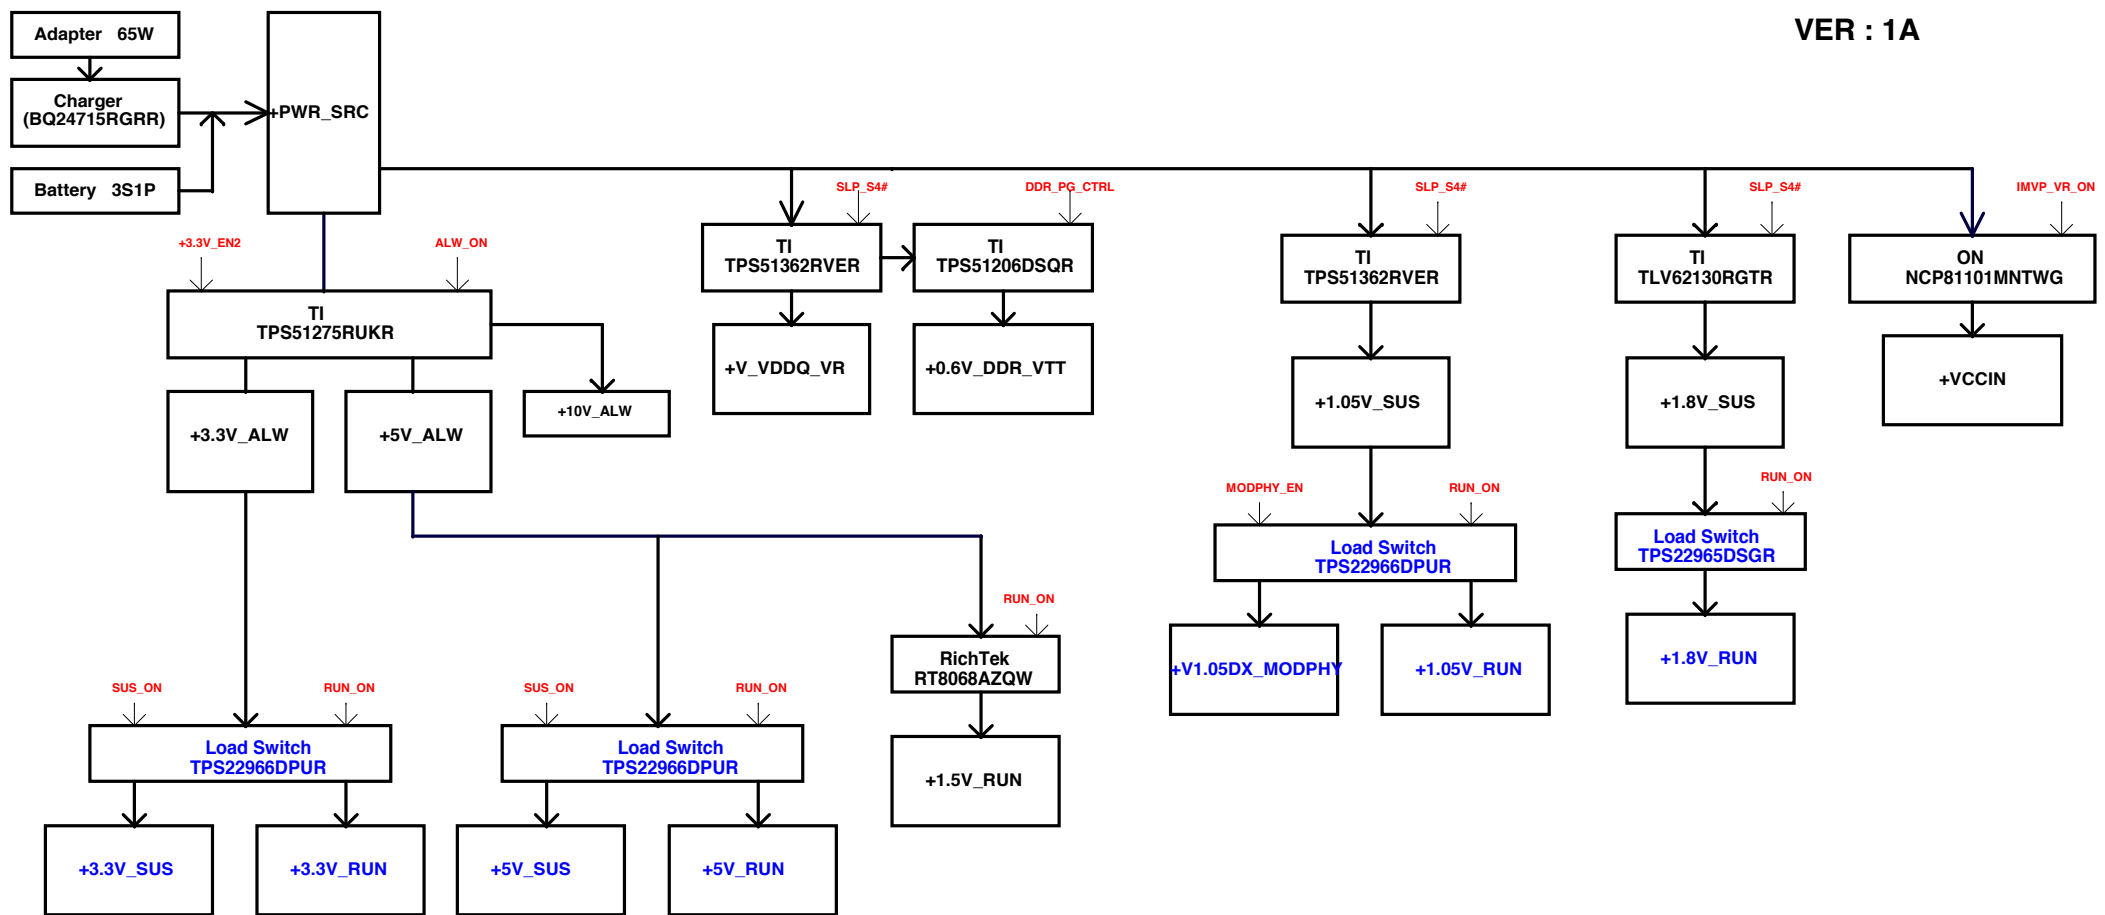 VER : 1A
Adapter 65W
Charger
(BQ24715RGRR)
Battery 3S1P
+PWR_SRC
+3.3V_EN2
ALW_ON
TI
TPS51275RUKR
+3.3V_ALW
+5V_ALW
+10V_ALW
SLP_S4#
DDR_PG_CTRL
TI
TPS51362RVER
TI
TPS51206DSQR
+V_VDDQ_VR
+0.6V_DDR_VTT
SLP_S4#
TI
TPS51362RVER
+1.05V_SUS
SLP_S4#
TI
TLV62130RGTR
+1.8V_SUS
IMVP_VR_ON
ON
NCP81101MNTWG
+VCCIN
MODPHY_EN
RUN_ON
Load Switch
TPS22966DPUR
+V1.05DX_MODPHY
+1.05V_RUN
RUN_ON
Load Switch
TPS22965DSGR
+1.8V_RUN
RUN_ON
RichTek
RT8068AZQW
+1.5V_RUN
SUS_ON
RUN_ON
Load Switch
TPS22966DPUR
+3.3V_SUS
+3.3V_RUN
SUS_ON
RUN_ON
Load Switch
TPS22966DPUR
+5V_SUS
+5V_RUN